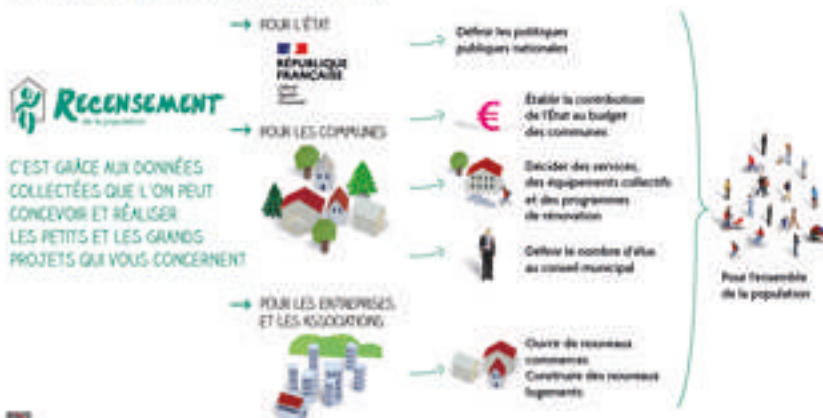 RECENSEMENT
de la population
C'EST GRÂCE AUX DONNÉES
COLLECTÉES QUE L'ON PEUT
CONCEVOIR ET RÉALISER
LES PETITS ET LES GRANDS
PROJETS QUI VOUS CONCERNENT
POUR L'ÉTAT
RÉPUBLIQUE
FRANÇAISE
Définir les politiques
publiques nationales
POUR LES COMMUNES
€
Établir la contribution
de l'État au budget
des communes
Décider des services,
des équipements collectifs
et des programmes
de rénovation
Définir le nombre d'élus
au conseil municipal
POUR LES ENTREPRISES
ET LES ASSOCIATIONS
Ouvrir de nouveaux
commerces
Construire des nouveaux
logements
Pour l'ensemble
de la population